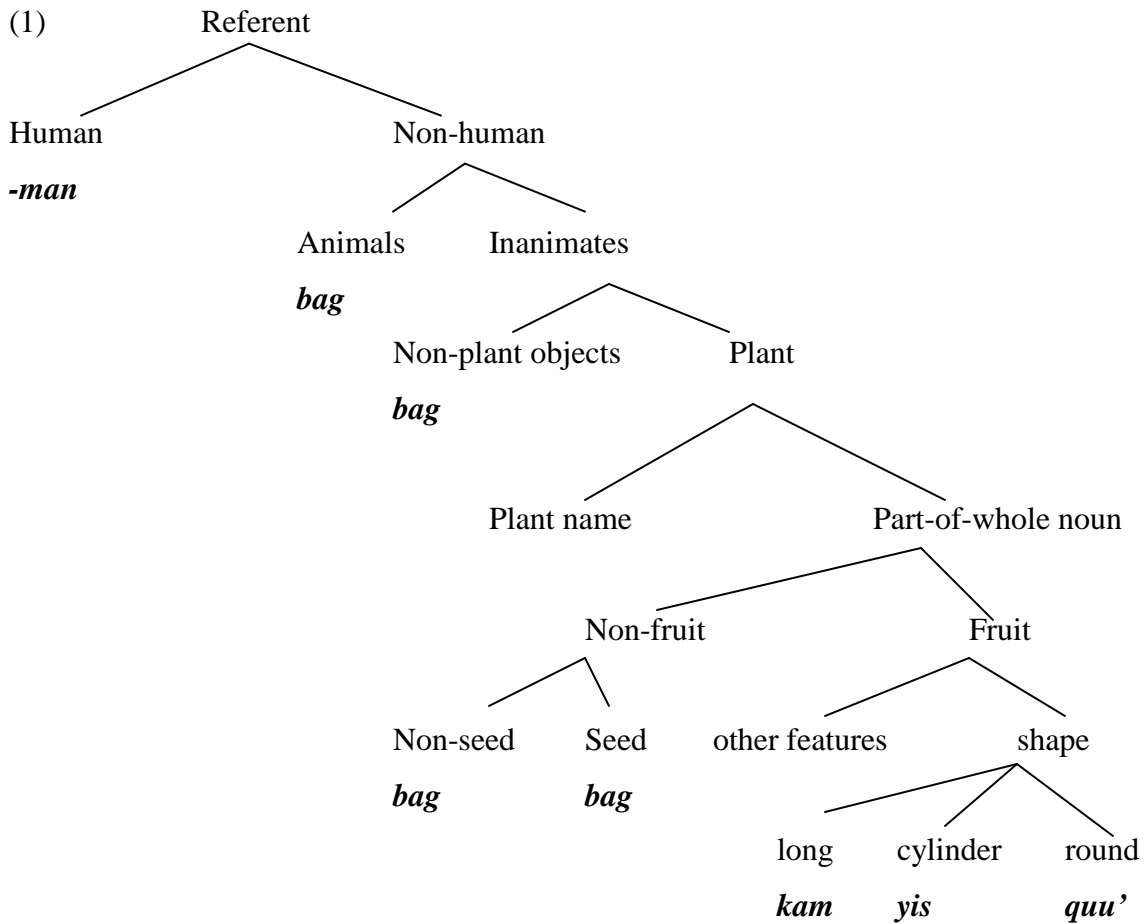 (1) Referent
Human Non-human
-man
Animals Inanimates
bag
Non-plant objects Plant
bag
Plant name Part-of-whole noun
Non-fruit Fruit
Non-seed Seed other features shape
bag bag
long cylinder round
kam yis quu’